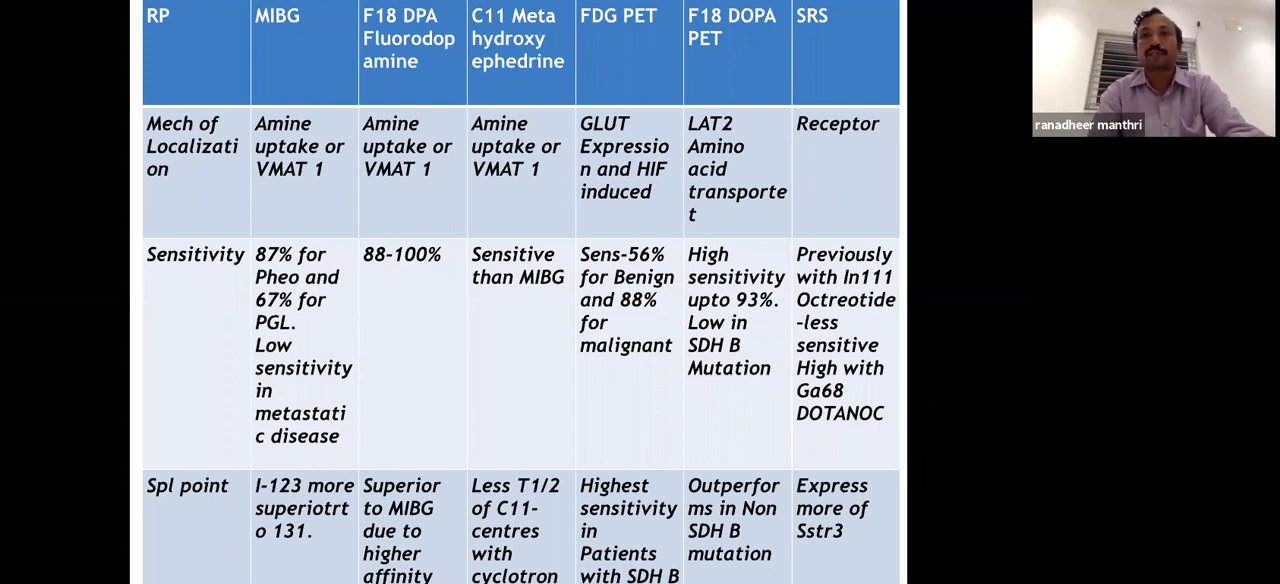 RP
MIBG
F18 DPA
Fluorodop
amine
C11 Meta
hydroxy
ephedrine
FDG PET
F18 DOPA
PET
SRS
Mech of
Localizati
on
Amine
uptake or
VMAT 1
Amine
uptake or
VMAT 1
Amine
uptake or
VMAT 1
GLUT
Expressio
n and HIF
induced
LAT2
Amino
acid
transporte
t
Receptor
Sensitivity
87% for
Pheo and
67% for
PGL.
Low
sensitivity
in
metastati
c disease
88-100%
Sensitive
than MIBG
Sens-56%
for Benign
and 88%
for
malignant
High
sensitivity
upto 93%.
Low in
SDH B
Mutation
Previously
with In111
Octreotide
-less
sensitive
High with
Ga68
DOTANOC
Spl point
I-123 more
superiotrt
o 131.
Superior
to MIBG
due to
higher
affinity
Less T1/2
of C11-
centres
with
cyclotron
Highest
sensitivity
in
Patients
with SDH B
Outperfor
ms in Non
SDH B
mutation
Express
more of
Sstr3
ranadheer manthri